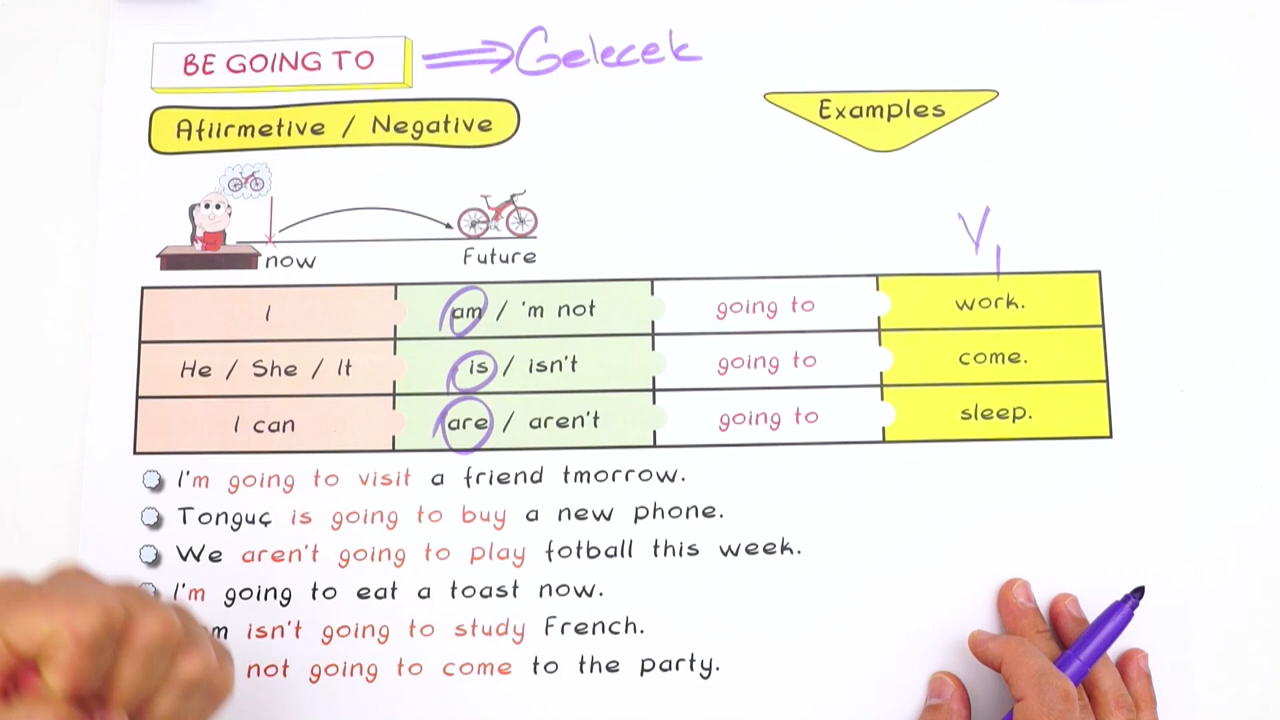 BE GOING TO ⟹ Gelecek
Afiirmetive / Negative
Examples
now
Future
V1
I am / 'm not going to work.
He / She / It is / isn't going to come.
I can are / aren't going to sleep.
I'm going to visit a friend tmorrow.
Tonguç is going to buy a new phone.
We aren't going to play fotball this week.
I'm going to eat a toast now.
m isn't going to study French.
not going to come to the party.